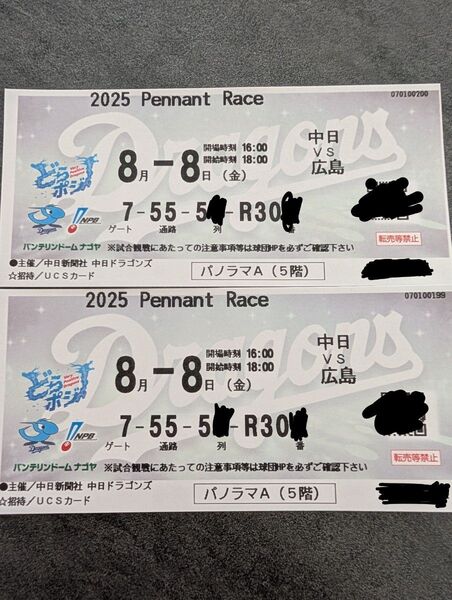 2025 Pennant Race
070100200
Dragons
開場時刻 16:00
開始時刻 18:00
8月-8日(金)
中日
VS
広島
どらポジ
NPB
7-55-5 -R30
ゲート 通路 列 番
転売等禁止
バンテリンドーム ナゴヤ ※試合観戦にあたっての注意事項等は球団HPを必ずご確認下さい
●主催/中日新聞社 中日ドラゴンズ
☆招待/UCSカード
パノラマA(5階)
2025 Pennant Race
070100199
Dragons
開場時刻 16:00
開始時刻 18:00
8月-8日(金)
中日
VS
広島
どらポジ
NPB
7-55-5 -R30
ゲート 通路 列 番
転売等禁止
バンテリンドーム ナゴヤ ※試合観戦にあたっての注意事項等は球団HPを必ずご確認下さい
●主催/中日新聞社 中日ドラゴンズ
☆招待/UCSカード
パノラマA(5階)